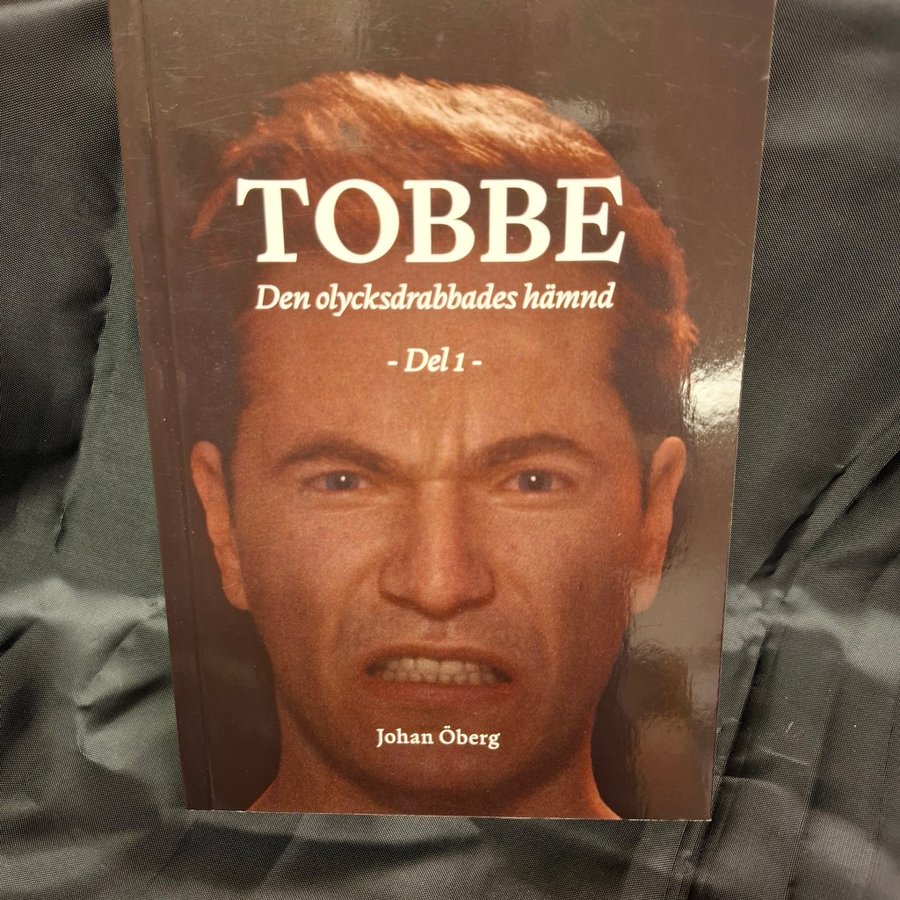 TOBBE
Den olycksdrabbades hämnd
- Del 1 -
Johan Öberg